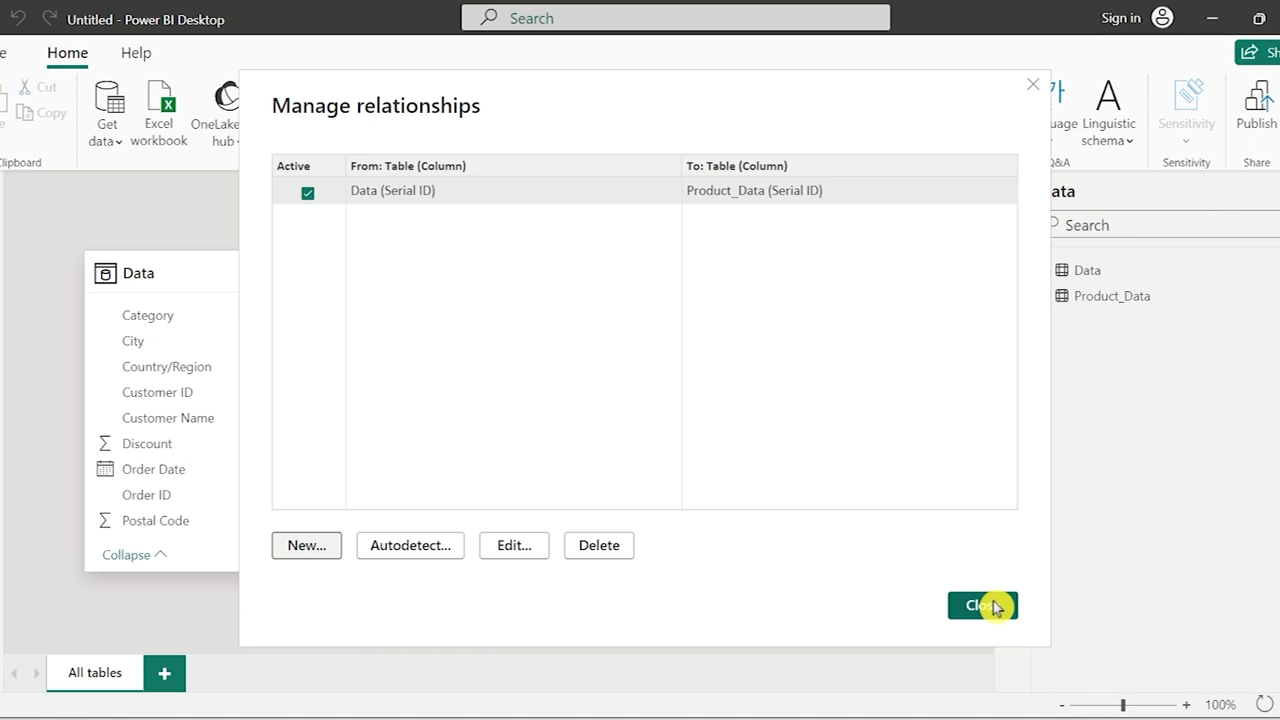 Untitled - Power BI Desktop
Search
Sign in
Home
Help
Cut
Copy
Get data
Excel workbook
OneLake hub
Linguistic schema
Sensitivity
Publish
Q&A
Sensitivity
Share
Manage relationships
Active
From: Table (Column)
To: Table (Column)
Data (Serial ID)
Product_Data (Serial ID)
New...
Autodetect...
Edit...
Delete
Data
Category
City
Country/Region
Customer ID
Customer Name
Discount
Order Date
Order ID
Postal Code
Collapse
Search
Data
Product_Data
All tables
100%